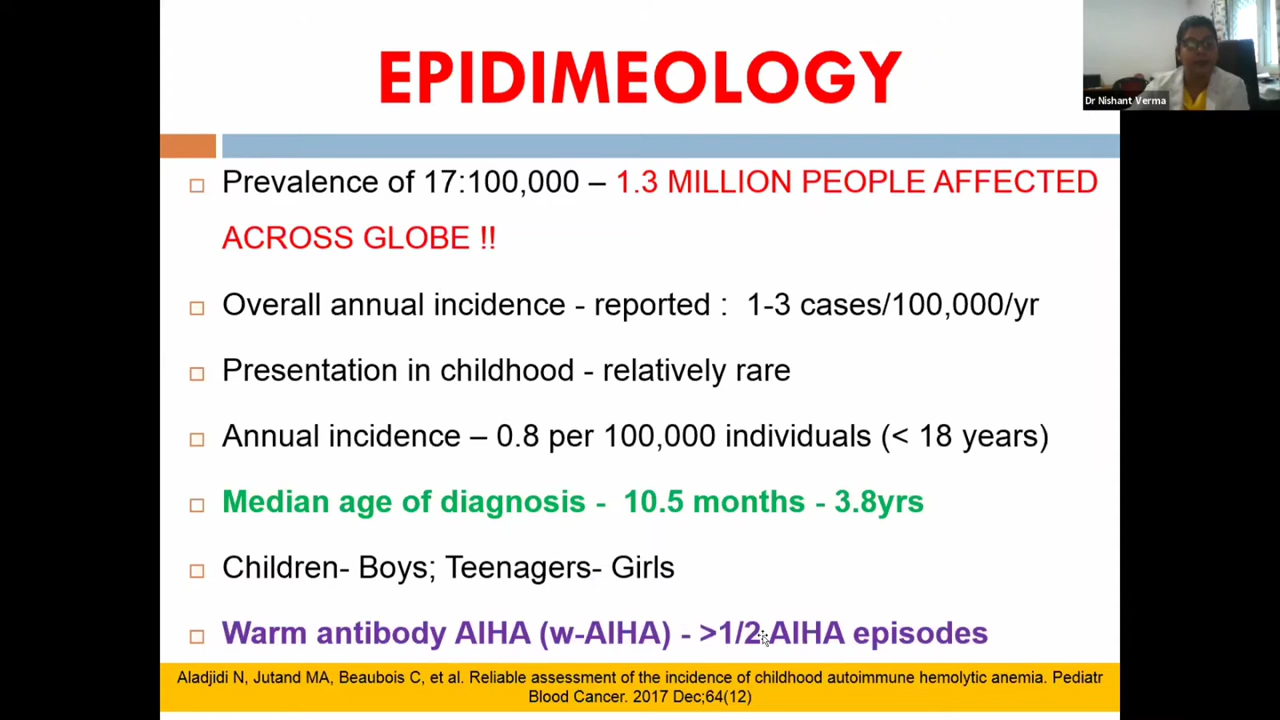 EPIDIMEOLOGY
Dr Nishant Verma
Prevalence of 17:100,000 – 1.3 MILLION PEOPLE AFFECTED
ACROSS GLOBE !!
Overall annual incidence - reported : 1-3 cases/100,000/yr
Presentation in childhood - relatively rare
Annual incidence – 0.8 per 100,000 individuals (< 18 years)
Median age of diagnosis - 10.5 months - 3.8yrs
Children- Boys; Teenagers- Girls
Warm antibody AIHA (w-AIHA) - >1/2 AIHA episodes
Aladjidi N, Jutand MA, Beaubois C, et al. Reliable assessment of the incidence of childhood autoimmune hemolytic anemia. Pediatr
Blood Cancer. 2017 Dec;64(12)